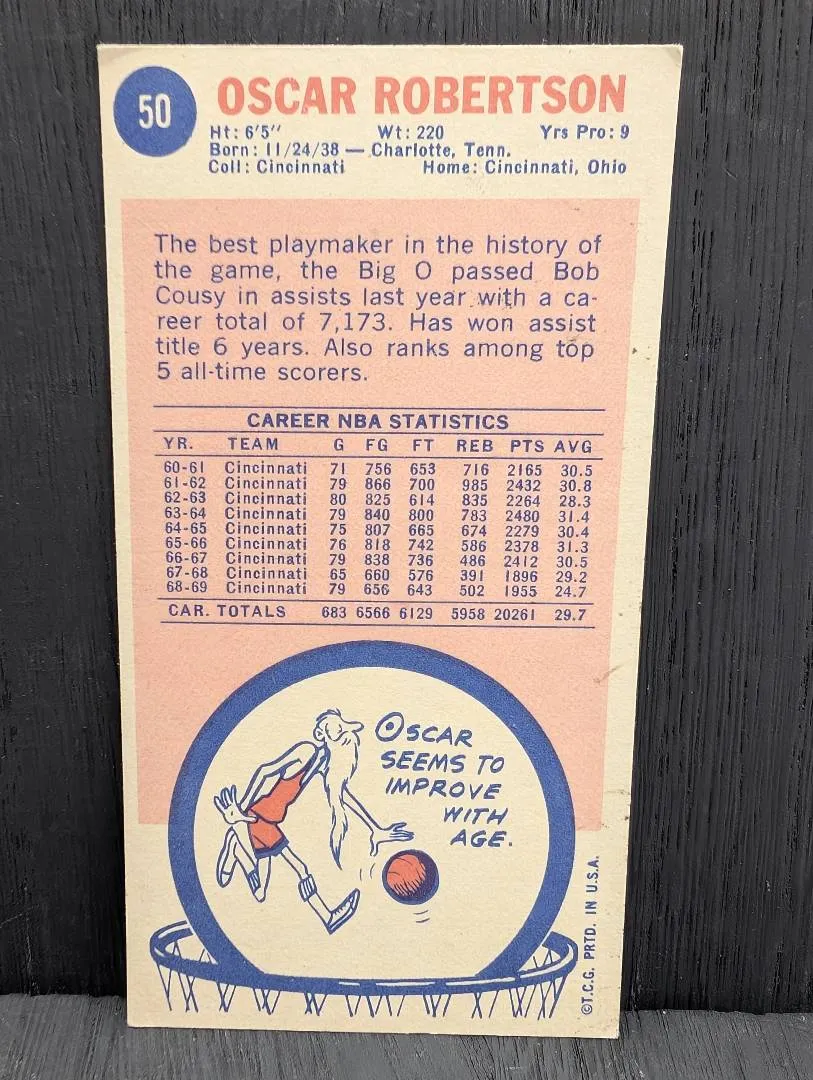 50
OSCAR ROBERTSON
Ht: 6'5" Wt: 220 Yrs Pro: 9
Born: 11/24/38 — Charlotte, Tenn.
Coll: Cincinnati Home: Cincinnati, Ohio
The best playmaker in the history of
the game, the Big O passed Bob
Cousy in assists last year with a ca-
reer total of 7,173. Has won assist
title 6 years. Also ranks among top
5 all-time scorers.
CAREER NBA STATISTICS
YR. TEAM G FG FT REB PTS AVG
60-61 Cincinnati 71 756 653 716 2165 30.5
61-62 Cincinnati 79 866 700 985 2432 30.8
62-63 Cincinnati 80 825 614 835 2264 28.3
63-64 Cincinnati 79 840 800 783 2480 31.4
64-65 Cincinnati 75 807 665 674 2279 30.4
65-66 Cincinnati 76 818 742 586 2378 31.3
66-67 Cincinnati 79 838 736 486 2412 30.5
67-68 Cincinnati 65 660 576 391 1896 29.2
68-69 Cincinnati 79 656 643 502 1955 24.7
CAR. TOTALS 683 6566 6129 5958 20261 29.7
OSCAR
SEEMS TO
IMPROVE
WITH
AGE.
©T.C.G. PRTD. IN U.S.A.